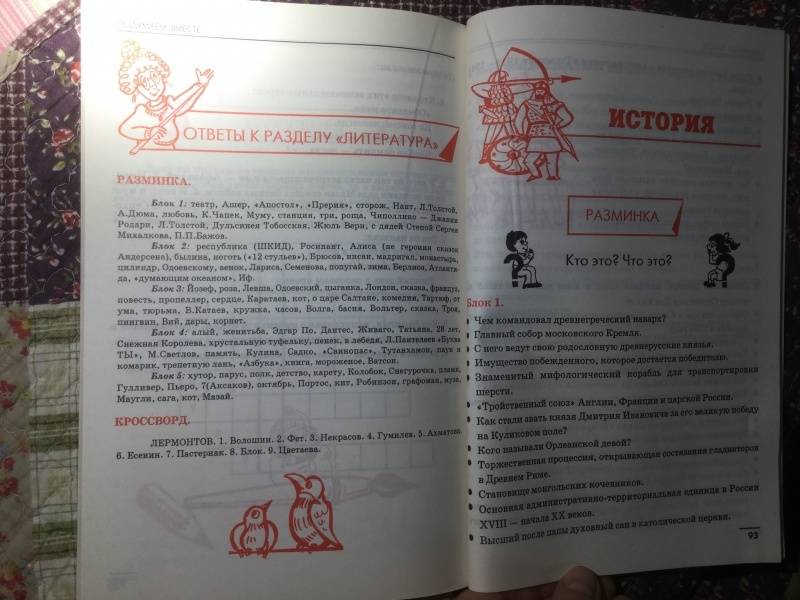 ВМЕСТЕ
ОТВЕТЫ К РАЗДЕЛУ «ЛИТЕРАТУРА»
РАЗМИНКА.
Блок 1: театр, Ашер, «Апостол», «Прерия», сторож, Нант, Л.Толстой,
А.Дюма, любовь, К.Чапек, Муму, станция, три, роща, Чиполлино — Джанни
Родари, Л.Толстой, Дульсинея Тобосская, Жюль Верн, с дядей Степой Сергея
Михалкова, П.П.Бажов.
Блок 2: республика (ШКИД), Росинант, Алиса (не героиня сказок
Андерсена), былина, ноготь («12 стульев»), Брюсов, писки, мадригал, монастырь,
цилиндр, Одоевскому, венок, Лариса, Семенова, попугай, зима, Берлиоз, Атланти-
да, «думающим океаном», Иф.
Блок 3: Йозеф, роза, Левша, Одоевский, цыганка, Лондон, сказка, француз,
повесть, пропеллер, сердце, Каратаев, кот, о царе Салтане, комедия, Тартюф, от
ума, тюрьма, В.Катаев, кружка, часов, Волга, басня, Вольтер, сказка, Троя,
пингвин, Вий, дары, корнет.
Блок 4: алый, женитьба, Эдгар По, Дантес, Живаго, Татьяна, 28 лет,
Снежная Королева, хрустальную туфельку, пенек, в лебедя, Л.Пантелеев «Буква
ТЫ», М.Светлов, память, Кулина, Садко, «Свинопас», Тутанхамон, паук и
комарик, трепетную лань, «Азбука», книга, мороженое, Ватсон.
Блок 5: хутор, парус, полк, детство, карету, Колобок, Снегурочка, пламя,
Гулливер, Пьеро, 7(Аксаков), октябрь, Портос, кит, Робинзон, графоман, муза,
Маугли, сага, кот, Мазай.
КРОССВОРД.
ЛЕРМОНТОВ. 1. Волошин. 2. Фет. 3. Некрасов. 4. Гумилев. 5. Ахматова.
6. Есенин. 7. Пастернак. 8. Блок. 9. Цветаева.
ИСТОРИЯ
РАЗМИНКА
Кто это? Что это?
Блок 1.
• Чем командовал древнегреческий наварх?
• Главный собор московского Кремля.
• С него ведут свою родословную древнерусские князья.
• Имущество побежденного, которое достается победителю.
• Знаменитый мифологический корабль для транспортировки
шерсти.
• «Тройственный союз» Англии, Франции и царской России.
• Как стали звать князя Дмитрия Ивановича за его великую победу
на Куликовом поле?
• Кого называли Орлеанской девой?
• Торжественная процессия, открывающая состязания гладиаторов
в Древнем Риме.
• Становище монгольских кочевников.
• Основная административно-территориальная единица в России
XVIII — начала XX веков.
• Высший после папы духовный сан в католической церкви.
93